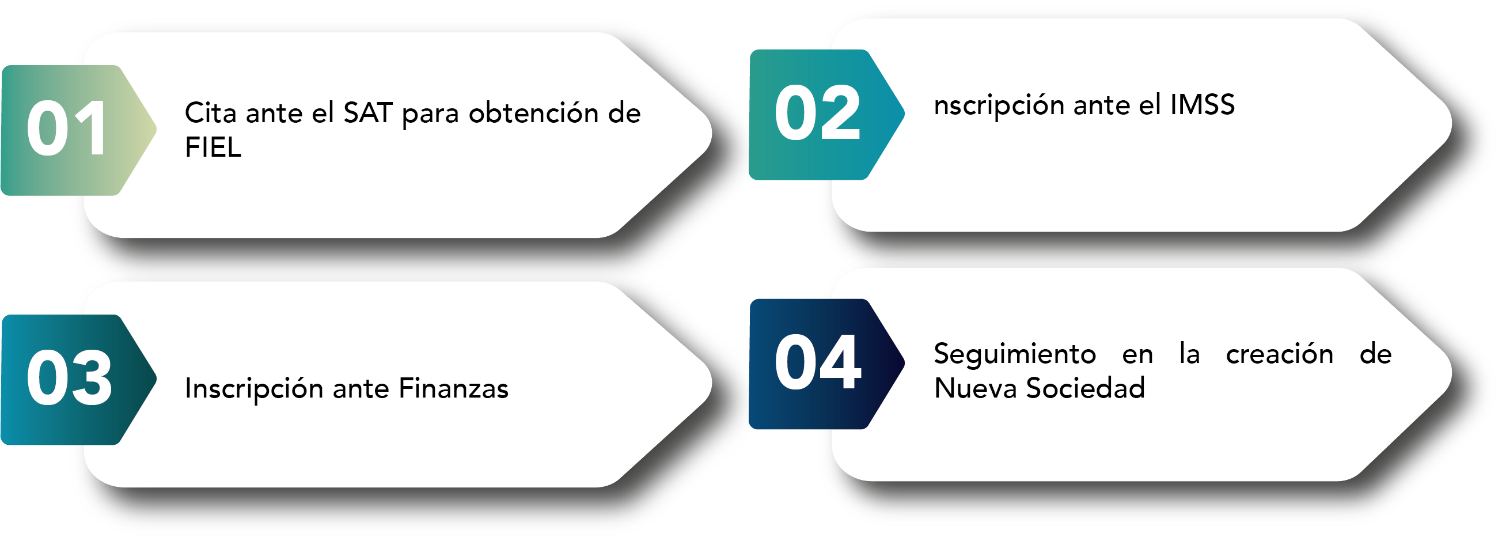 01
Cita ante el SAT para obtención de
FIEL
02
nscripción ante el IMSS
03
Inscripción ante Finanzas
04
Seguimiento en la creación de
Nueva Sociedad